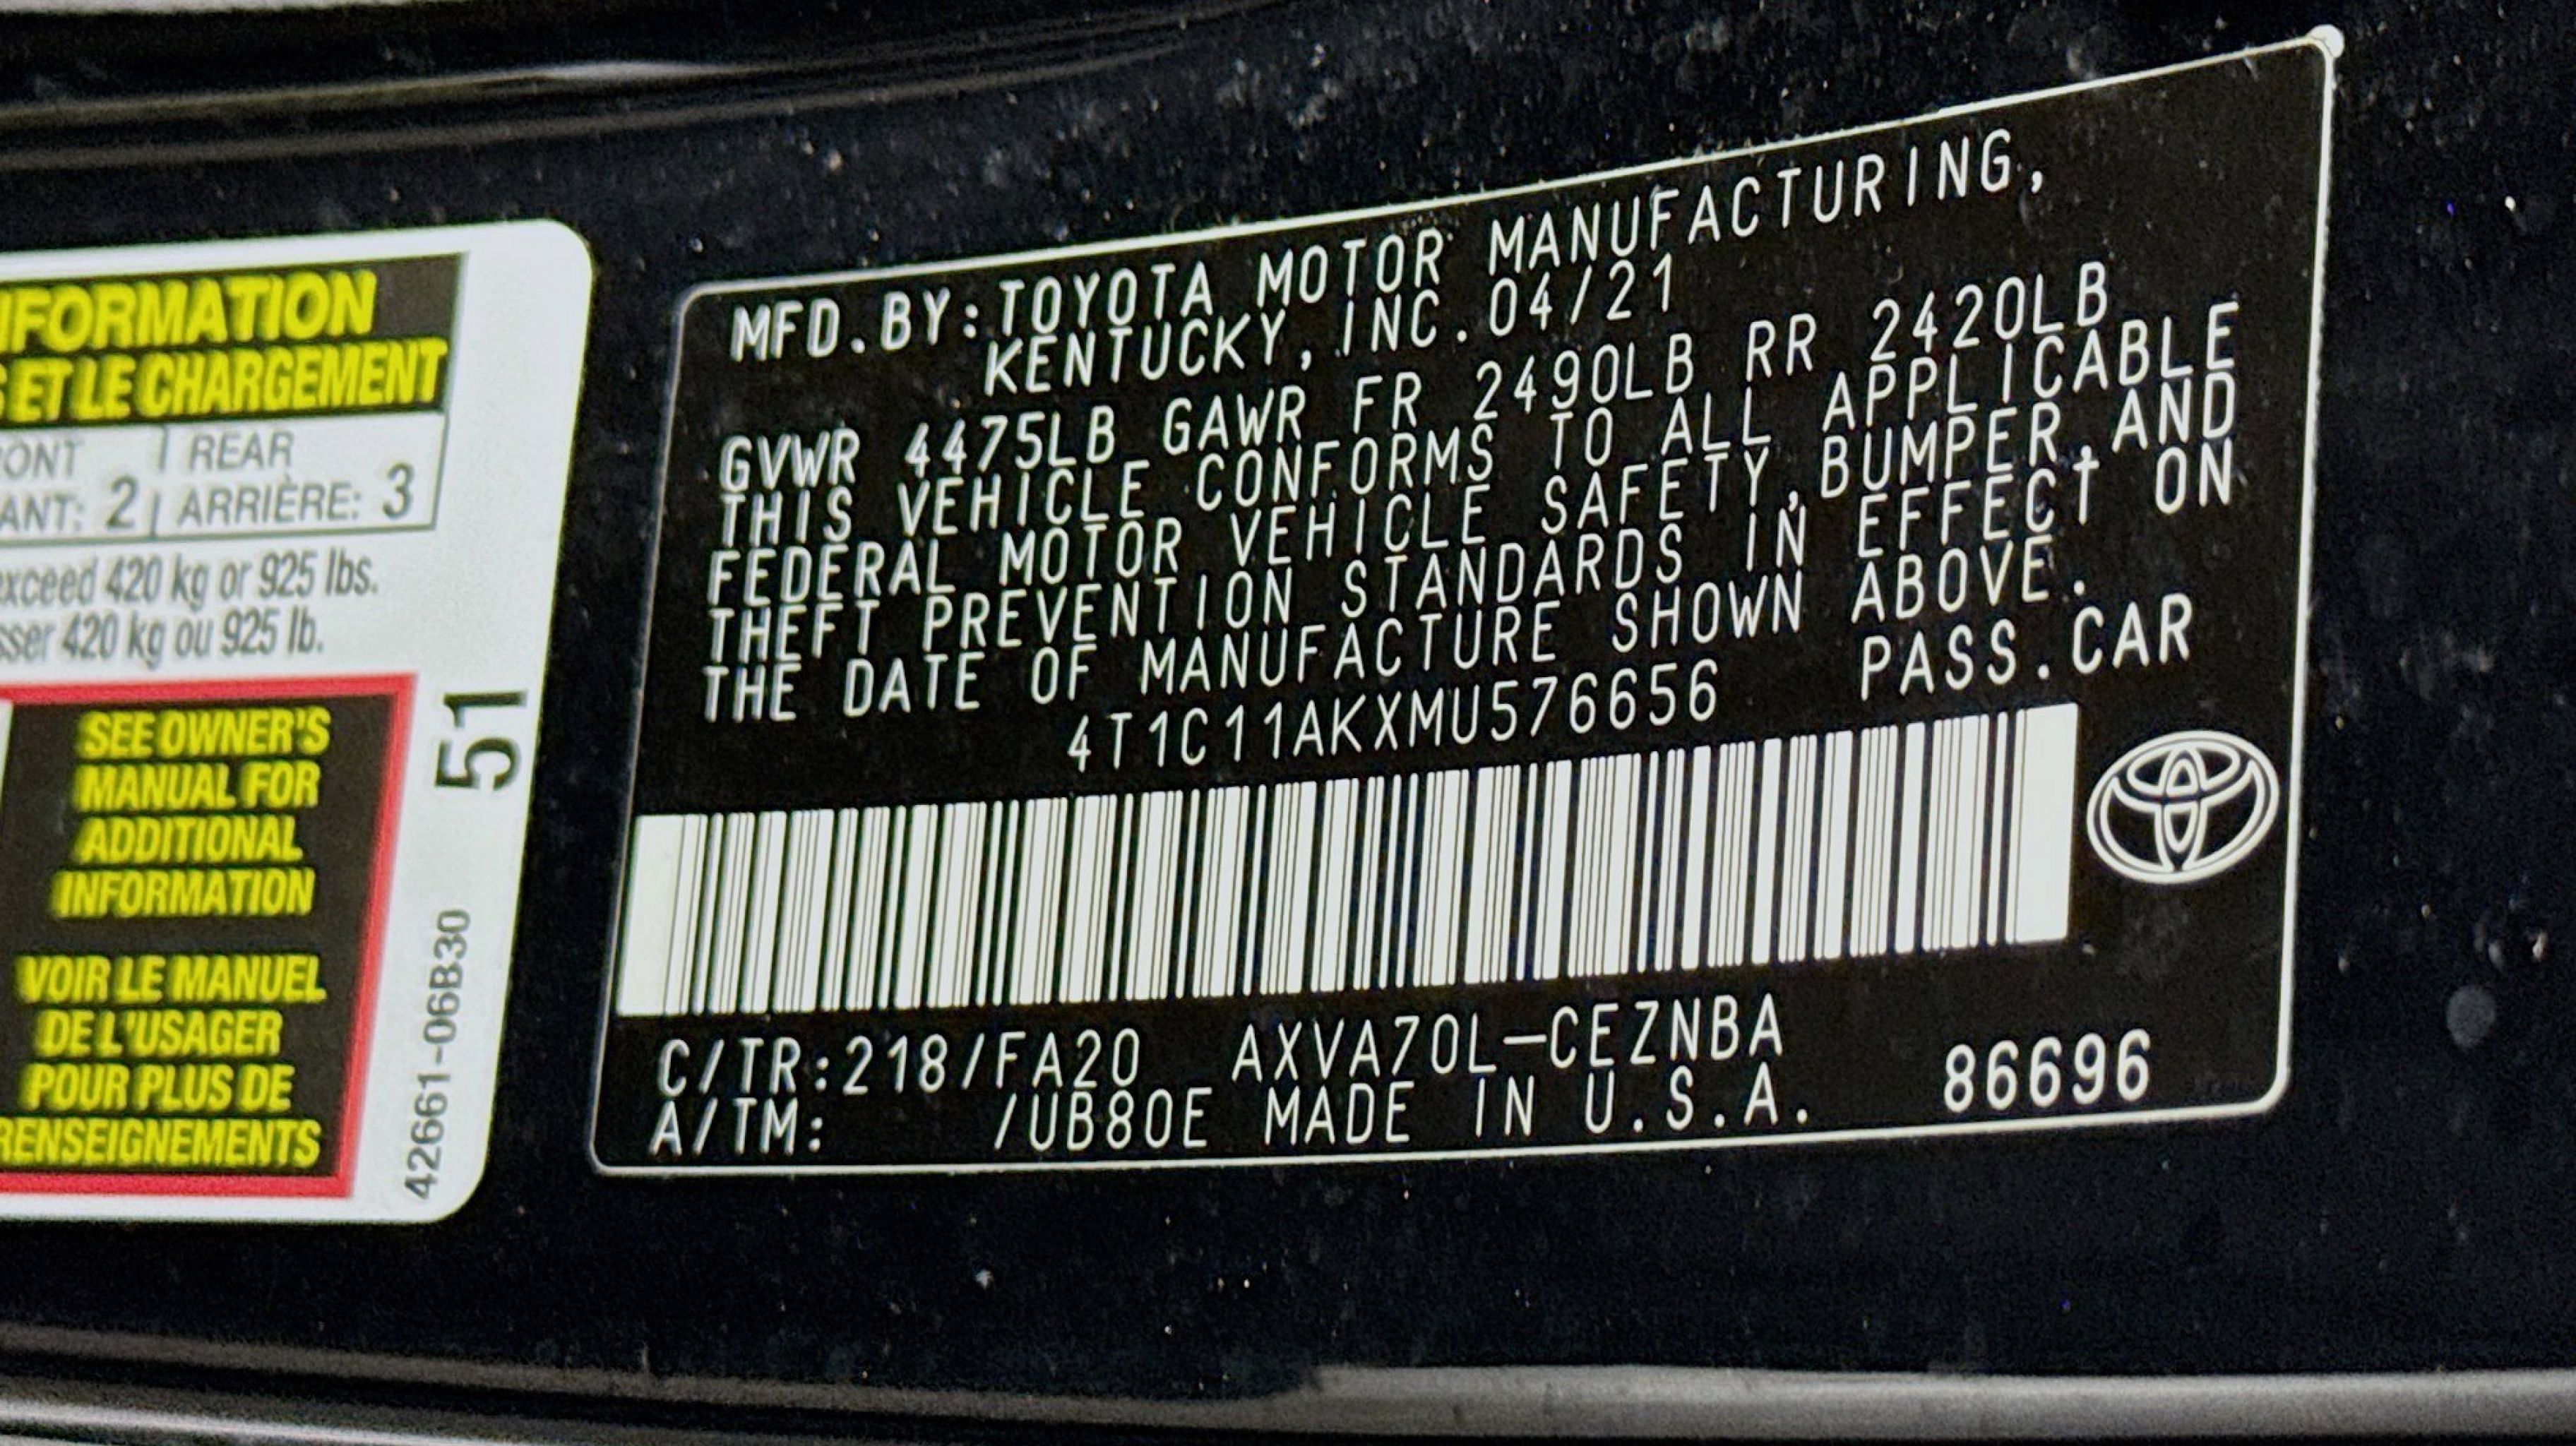 NFORMATION
S ET LE CHARGEMENT
ONT REAR
ANT: 2 ARRIÈRE: 3
exceed 420 kg or 925 lbs.
sser 420 kg ou 925 lb.
SEE OWNER'S
MANUAL FOR
ADDITIONAL
INFORMATION
VOIR LE MANUEL
DE L'USAGER
POUR PLUS DE
RENSEIGNEMENTS
51
42661-06B30
MFD.BY:TOYOTA MOTOR MANUFACTURING,
KENTUCKY, INC.04/21
GVWR 4475LB GAWR FR 2490LB RR 2420LB
THIS VEHICLE CONFORMS TO ALL APPLICABLE
FEDERAL MOTOR VEHICLE SAFETY,BUMPER,AND
THEFT PREVENTION STANDARDS IN EFFECT ON
THE DATE OF MANUFACTURE SHOWN ABOVE.
4T1C11AKXMU576656 PASS.CAR
C/TR:218/FA20 AXVA70L-CEZNBA
A/TM: /UB80E MADE IN U.S.A. 86696